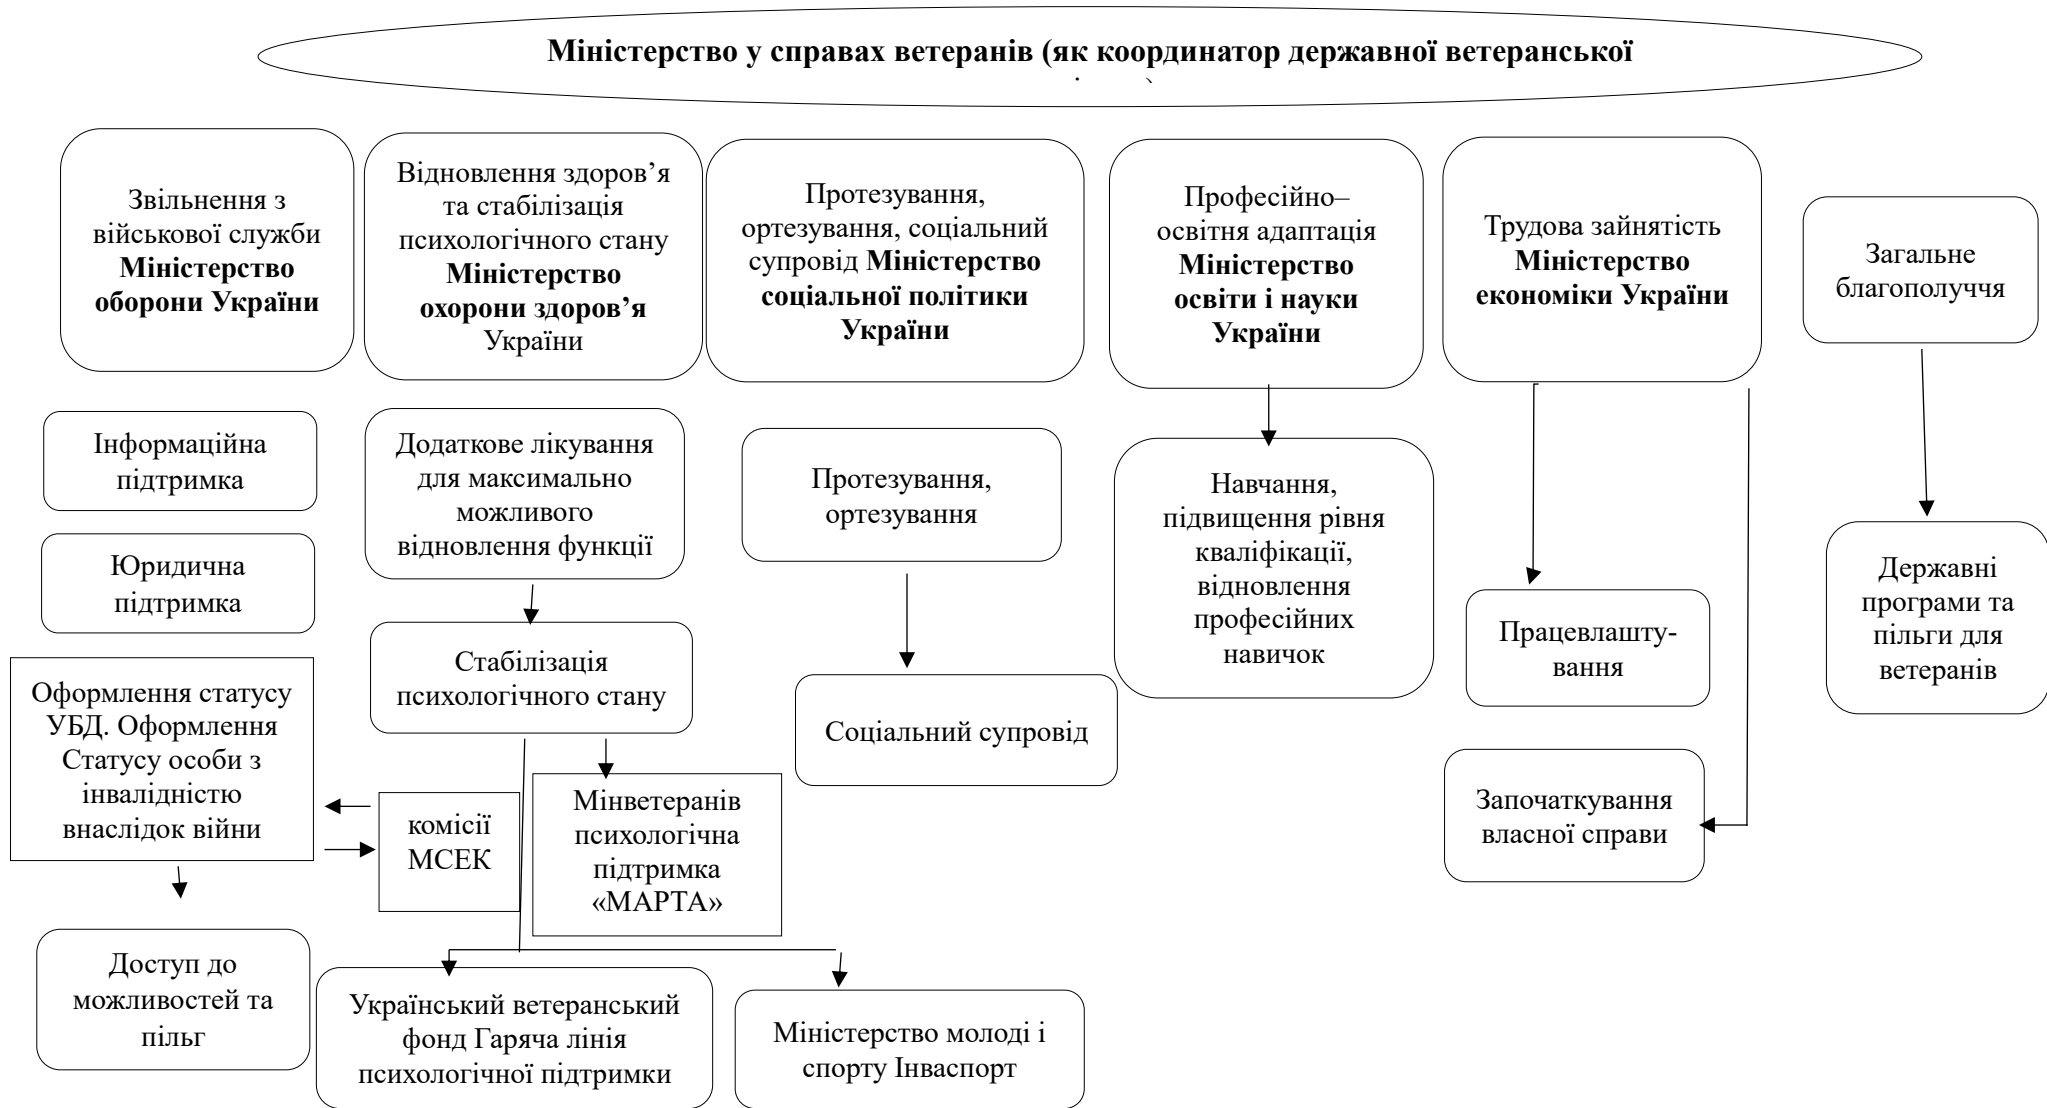 Міністерство у справах ветеранів (як координатор державної ветеранської
Звільнення з
військової служби
Міністерство
оборони України
Відновлення здоров’я
та стабілізація
психологічного стану
Міністерство
охорони здоров’я
України
Протезування,
ортезування, соціальний
супровід Міністерство
соціальної політики
України
Професійно–
освітня адаптація
Міністерство
освіти і науки
України
Трудова зайнятість
Міністерство
економіки України
Загальне
благополуччя
Інформаційна
підтримка
Юридична
підтримка
Оформлення статусу
УБД. Оформлення
Статусу особи з
інвалідністю
внаслідок війни
Доступ до
можливостей та
пільг
Додаткове лікування
для максимально
можливого
відновлення функції
Стабілізація
психологічного стану
комісії
МСЕК
Мінветеранів
психологічна
підтримка
«МАРТА»
Український ветеранський
фонд Гаряча лінія
психологічної підтримки
Міністерство молоді і
спорту Інваспорт
Протезування,
ортезування
Соціальний супровід
Навчання,
підвищення рівня
кваліфікації,
відновлення
професійних
навичок
Працевлашту-
вання
Започаткування
власної справи
Державні
програми та
пільги для
ветеранів